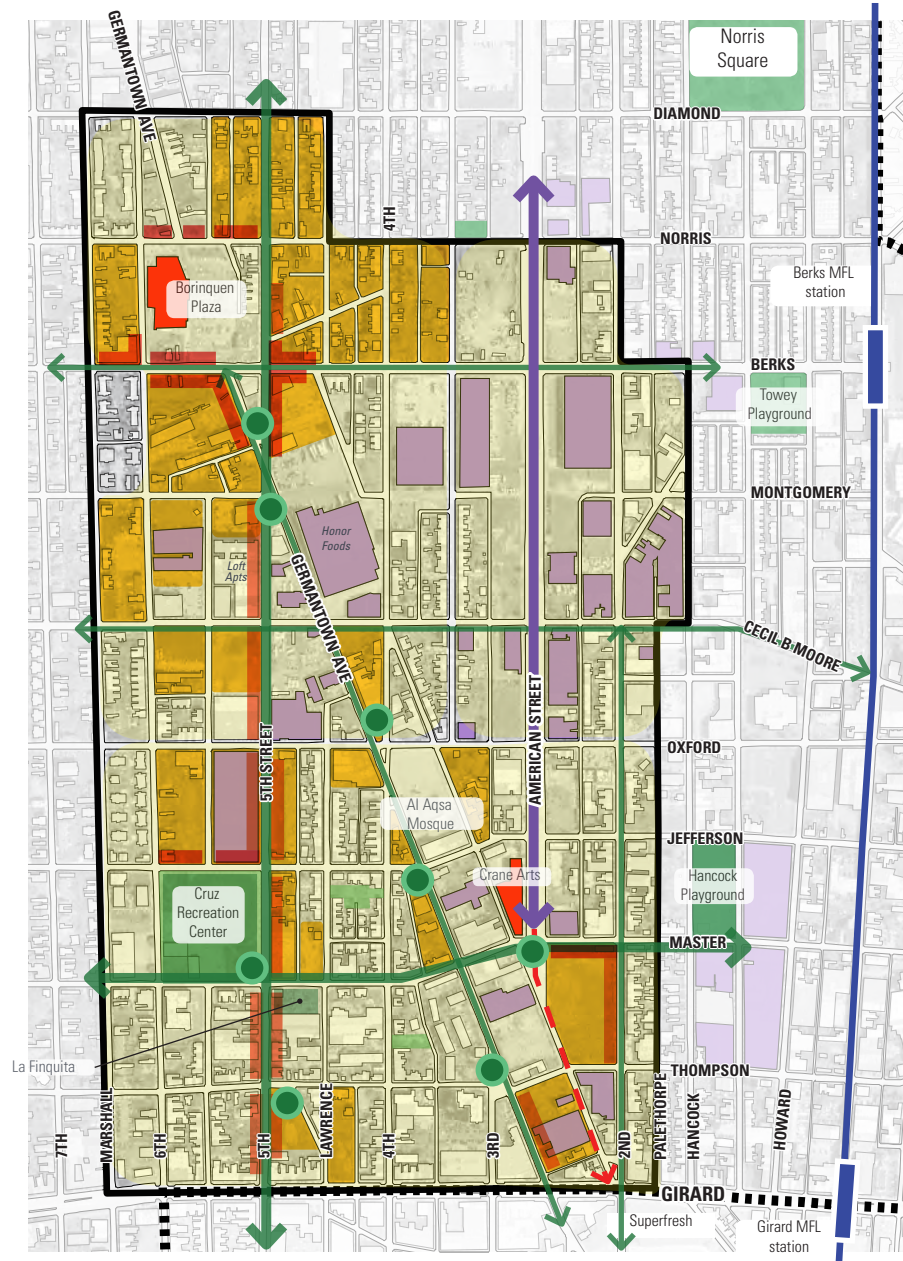 GERMANTOWN AVE
Norris
Square
DIAMOND
4TH
NORRIS
Berks MFL
station
Borinquen
Plaza
BERKS
Towey
Playground
MONTGOMERY
Honor
Foods
Loft
Apts
GERMANTOWN AVE
CECIL B MOORE
5TH STREET
AMERICAN STREET
OXFORD
Al Aqsa
Mosque
JEFFERSON
Crane Arts
Hancock
Playground
Cruz
Recreation
Center
MASTER
La Finquita
THOMPSON
7TH
MARSHALL
6TH
5TH
LAWRENCE
4TH
3RD
2ND
PALETHORPE
HANCOCK
HOWARD
GIRARD
Superfresh
Girard MFL
station